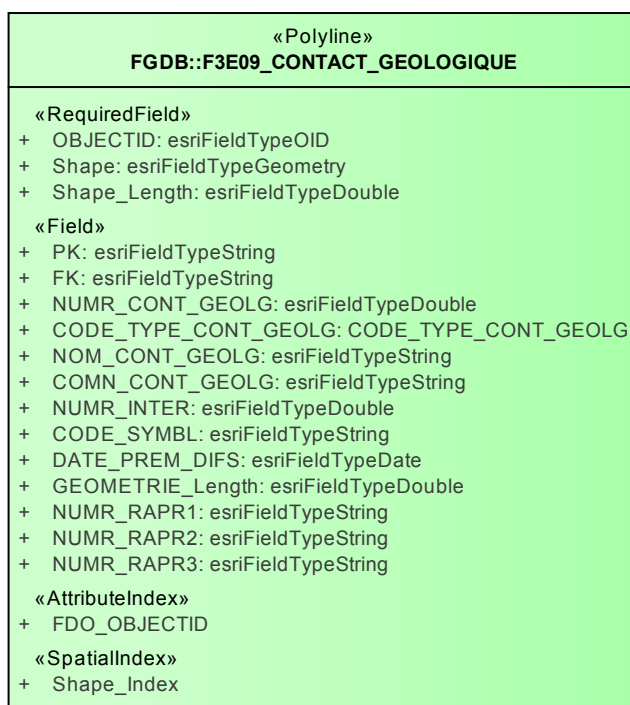 «Polyline»
FGDB::F3E09_CONTACT_GEOLOGIQUE
«RequiredField»
+ OBJECTID: esriFieldTypeOID
+ Shape: esriFieldTypeGeometry
+ Shape_Length: esriFieldTypeDouble
«Field»
+ PK: esriFieldTypeString
+ FK: esriFieldTypeString
+ NUMR_CONT_GEOLG: esriFieldTypeDouble
+ CODE_TYPE_CONT_GEOLG: CODE_TYPE_CONT_GEOLG
+ NOM_CONT_GEOLG: esriFieldTypeString
+ COMN_CONT_GEOLG: esriFieldTypeString
+ NUMR_INTER: esriFieldTypeDouble
+ CODE_SYMBL: esriFieldTypeString
+ DATE_PREM_DIFS: esriFieldTypeDate
+ GEOMETRIE_Length: esriFieldTypeDouble
+ NUMR_RAPR1: esriFieldTypeString
+ NUMR_RAPR2: esriFieldTypeString
+ NUMR_RAPR3: esriFieldTypeString
«AttributeIndex»
+ FDO_OBJECTID
«SpatialIndex»
+ Shape_Index